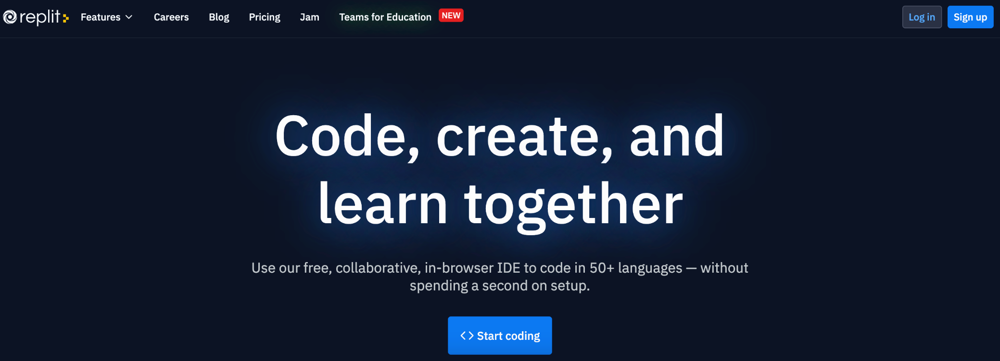 replit Features Careers Blog Pricing Jam Teams for Education NEW Log in Sign up
Code, create, and
learn together
Use our free, collaborative, in-browser IDE to code in 50+ languages — without
spending a second on setup.
<> Start coding